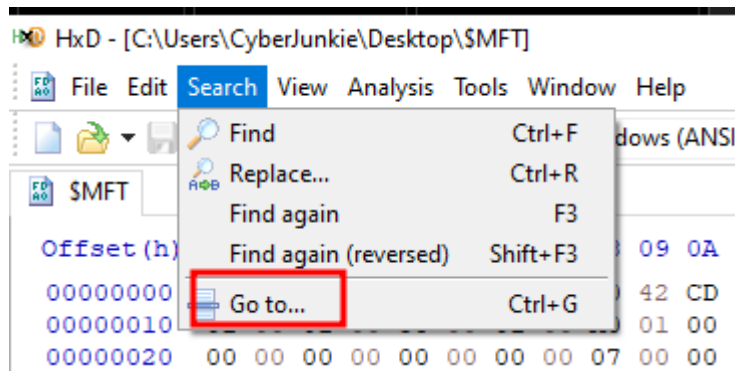 HxD - [C:\Users\CyberJunkie\Desktop\$MFT]
File Edit Search View Analysis Tools Window Help
Find Ctrl+F dows (ANSI
Replace... Ctrl+R
$MFT
Find again F3
Offset(h) Find again (reversed) Shift+F3 09 0A
00000000 Go to... Ctrl+G 42 CD
00000010 01 00
00000020 00 00 00 00 00 00 00 00 07 00 00